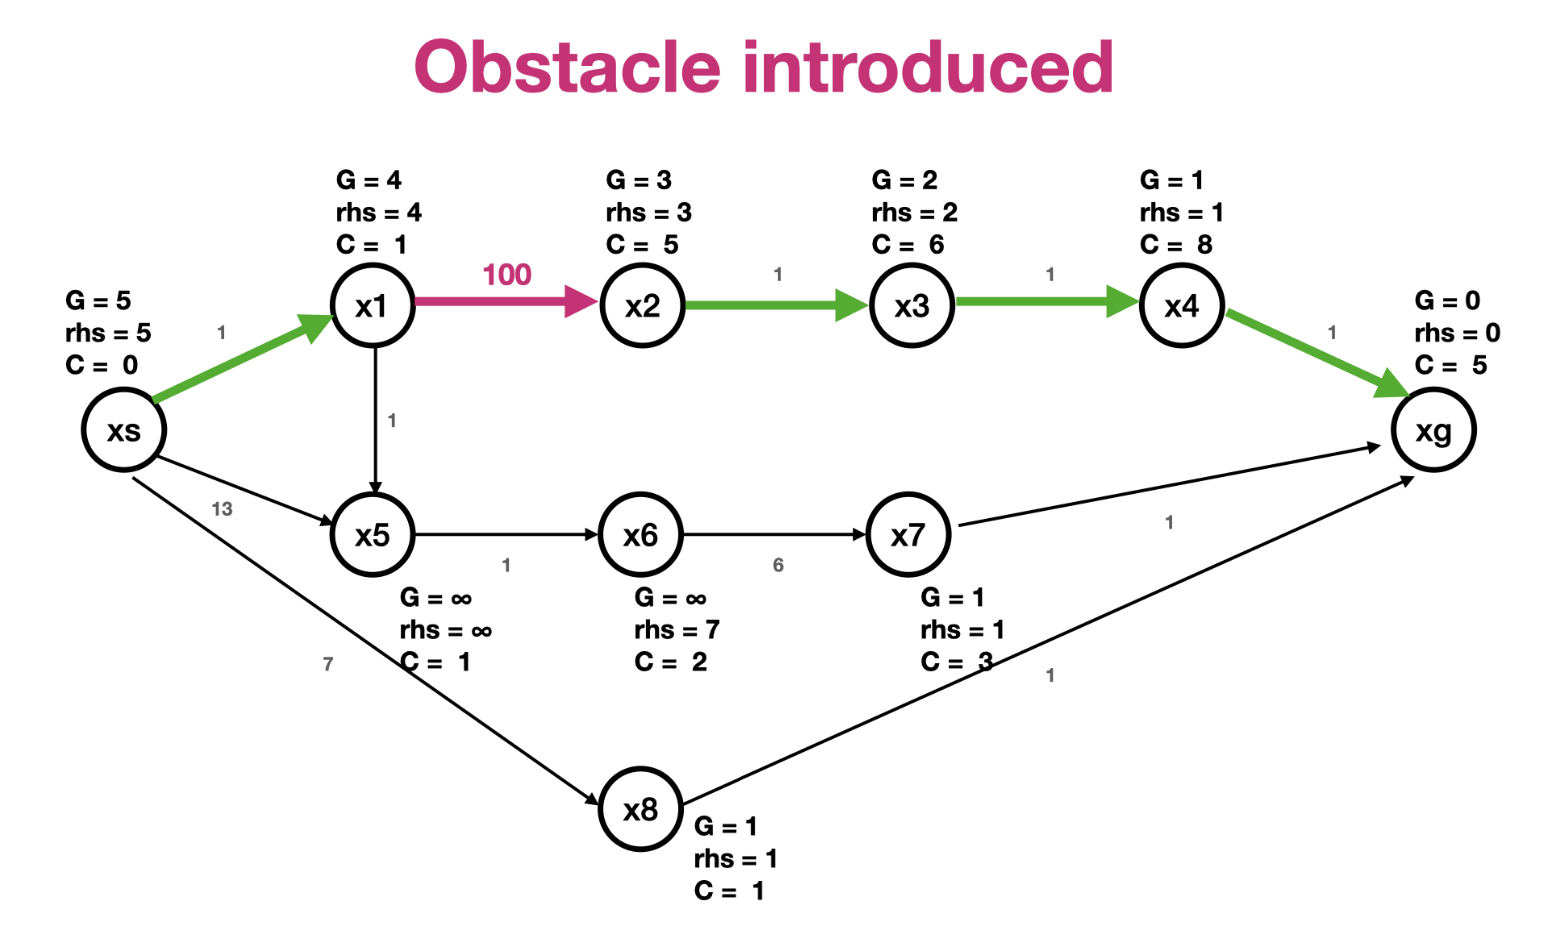 Obstacle introduced
G = 4
rhs = 4
C = 1
G = 3
rhs = 3
C = 5
G = 2
rhs = 2
C = 6
G = 1
rhs = 1
C = 8
100
1
1
x1
x2
x3
x4
G = 5
rhs = 5
C = 0
1
1
G = 0
rhs = 0
C = 5
xs
1
xg
13
x5
x6
x7
1
6
1
G = ∞
rhs = ∞
C = 1
G = ∞
rhs = 7
C = 2
G = 1
rhs = 1
C = 3
7
1
x8
G = 1
rhs = 1
C = 1